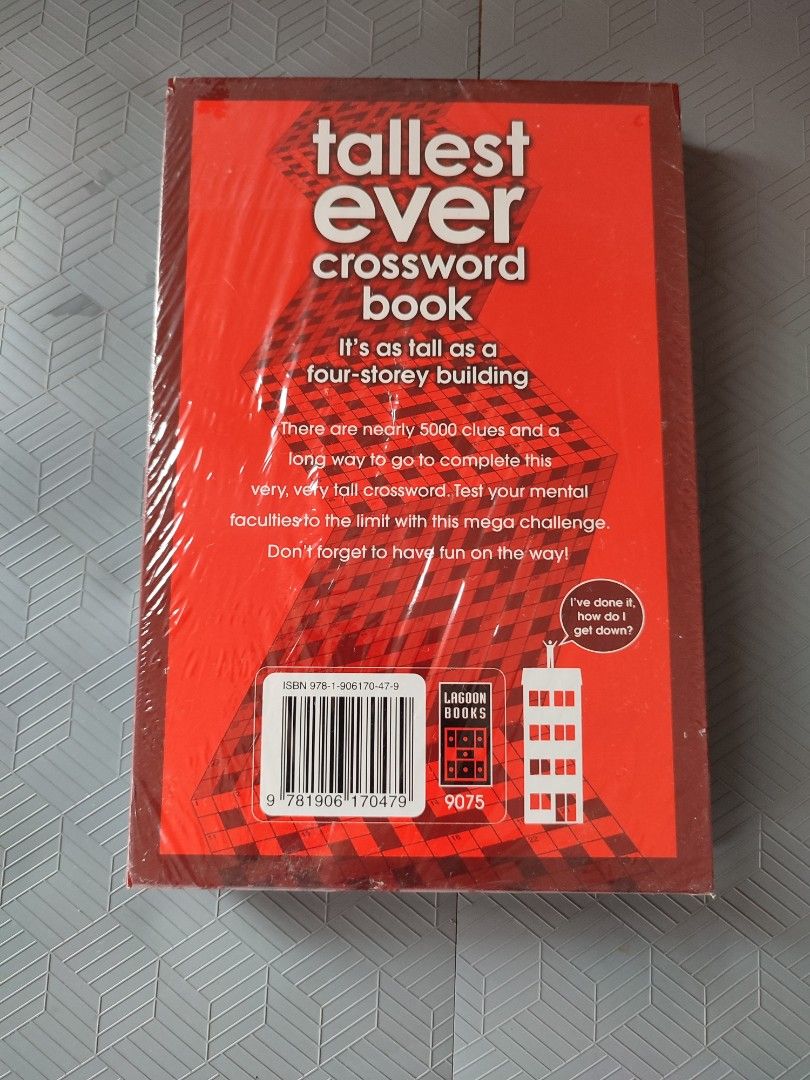 tallest
ever
crossword
book
It's as tall as a
four-storey building
There are nearly 5000 clues and a
long way to go to complete this
very, very tall crossword. Test your mental
faculties to the limit with this mega challenge.
Don't forget to have fun on the way!
I've done it,
how do I
get down?
ISBN 978-1-906170-47-9
9 781906 170479
LAGOON
BOOKS
9075